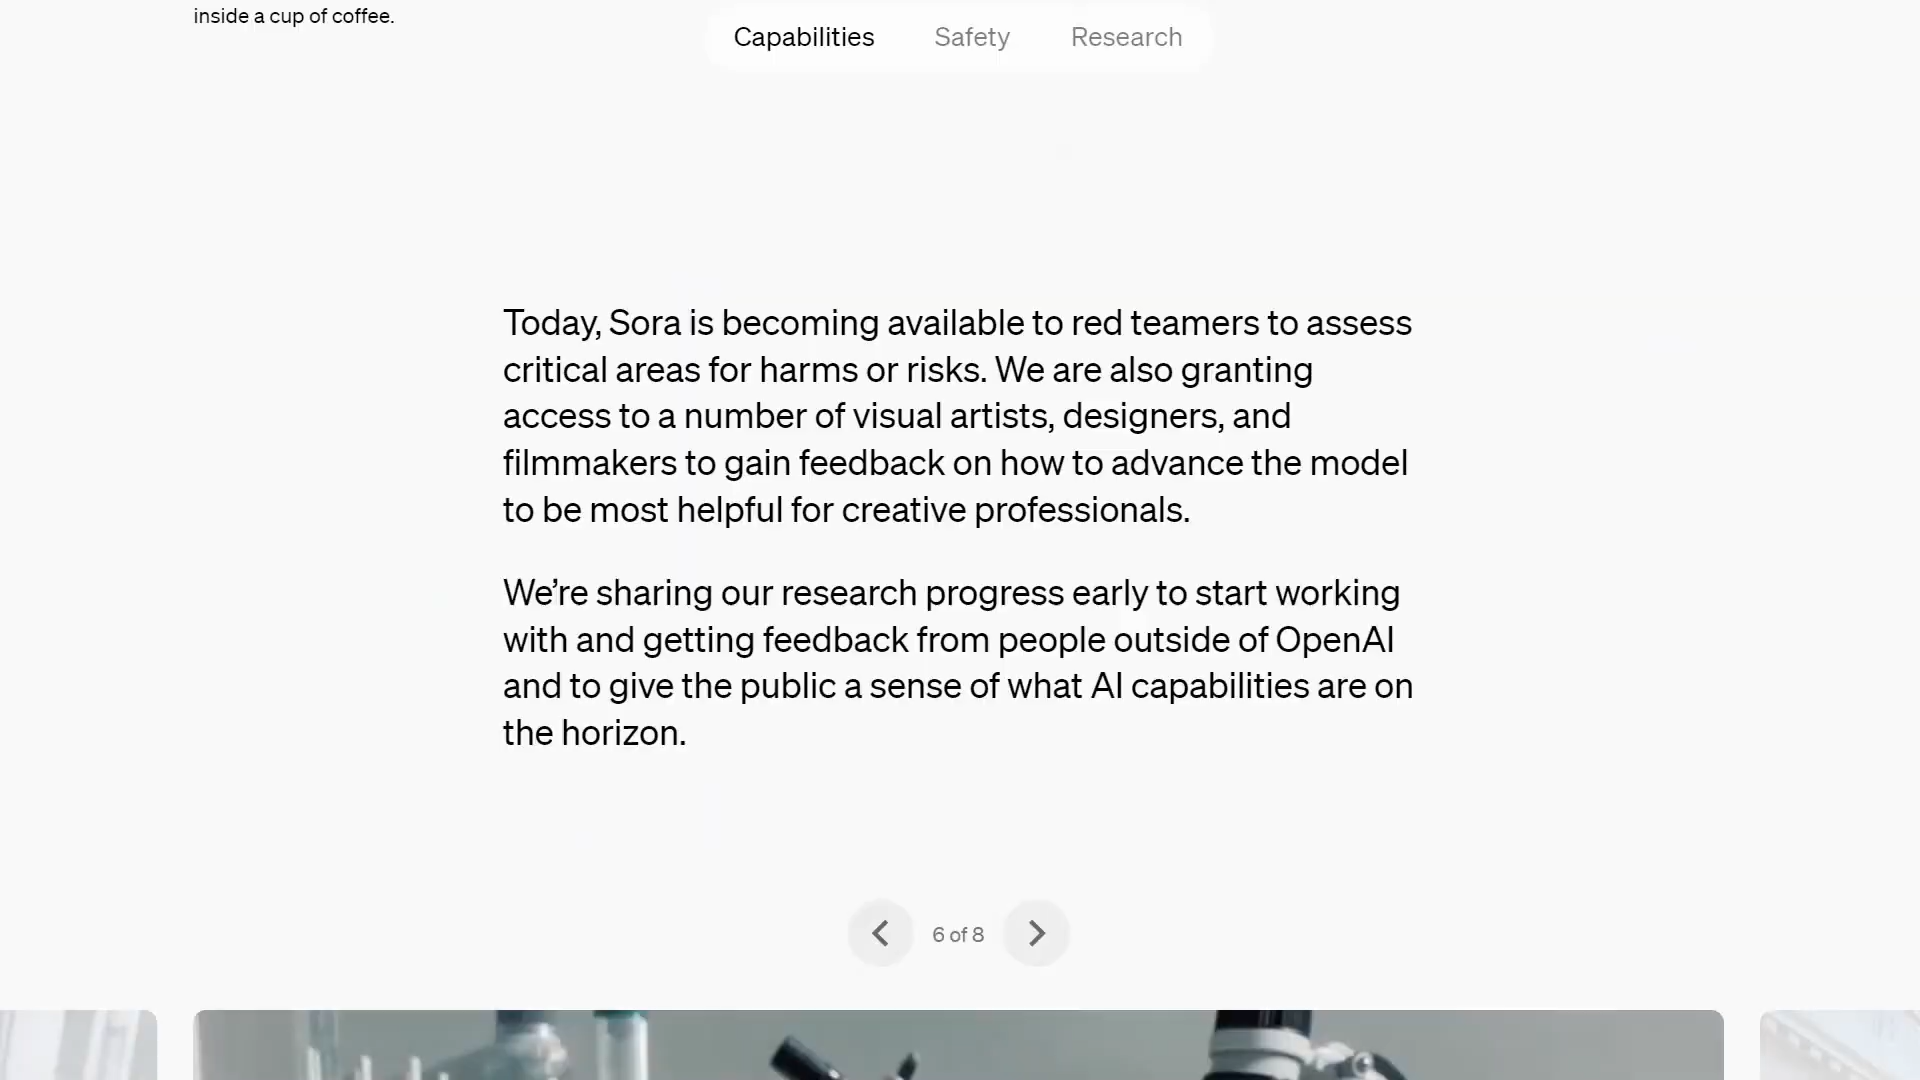 inside a cup of coffee.
Capabilities Safety Research
Today, Sora is becoming available to red teamers to assess
critical areas for harms or risks. We are also granting
access to a number of visual artists, designers, and
filmmakers to gain feedback on how to advance the model
to be most helpful for creative professionals.
We’re sharing our research progress early to start working
with and getting feedback from people outside of OpenAI
and to give the public a sense of what AI capabilities are on
the horizon.
6 of 8